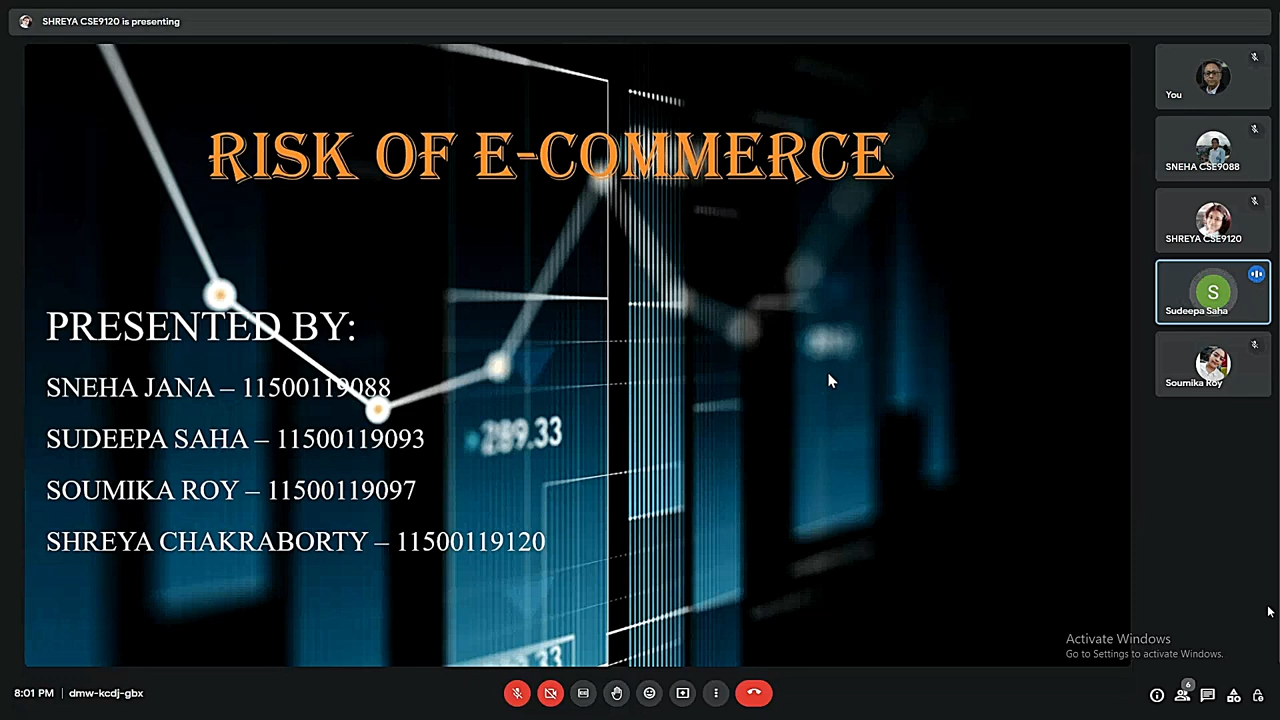 SHREYA CSE9120 is presenting
RISK OF E-COMMERCE
PRESENTED BY:
SNEHA JANA – 11500119088
SUDEEPA SAHA – 11500119093
SOUMIKA ROY – 11500119097
SHREYA CHAKRABORTY – 11500119120
289.33
You
SNEHA CSE9088
SHREYA CSE9120
S
Sudeepa Saha
Soumika Roy
Activate Windows
Go to Settings to activate Windows.
8:01 PM | dmw-kcdj-gbx
6